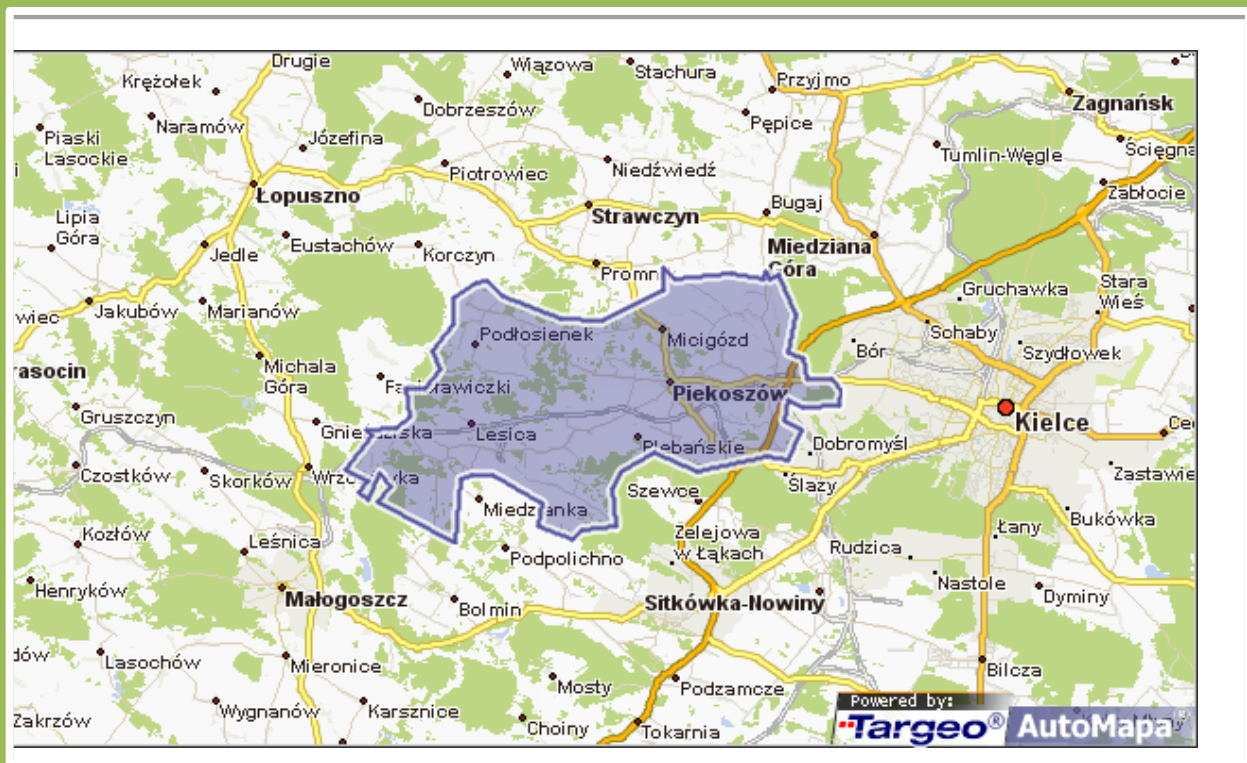 Drugie
Wiązowa
Stachura
Krężołek
Przyjmo
Dobrzeszów
Zagnańsk
Naramów
Pępice
Piaski
Lasockie
Józefina
Tumlin-Węgle
Piotrowiec
Niedźwiedź
Łopuszno
Zabłocie
Bugaj
Strawczyn
Lipia
Góra
Eustachów
Korczyn
Jedle
Miedziana
Góra
Stara
Wieś
Gruchawka
Jakubów
Marianów
Schaby
Podłosienek
Micigózd
Bór
Szydłowek
Michala
Góra
Piekoszów
Gruszczyn
Kielce
Lesica
Dobromyśl
Czostków
Skorków
Zastawie
Ślazy
Szewce
Bukówka
Łany
Kozłów
Zelejowa
w Łąkach
Leśnica
Rudzica
Podpolichno
Henryków
Nastole
Dyminy
Małogoszcz
Bolmin
Sitkówka-Nowiny
Lasochów
Mieronice
Bilcza
Mosty
Podzamcze
Wygnanów
Karsznice
Zakrzów
Choiny
Tokarnia
Powered by:
Targeo® AutoMapa®